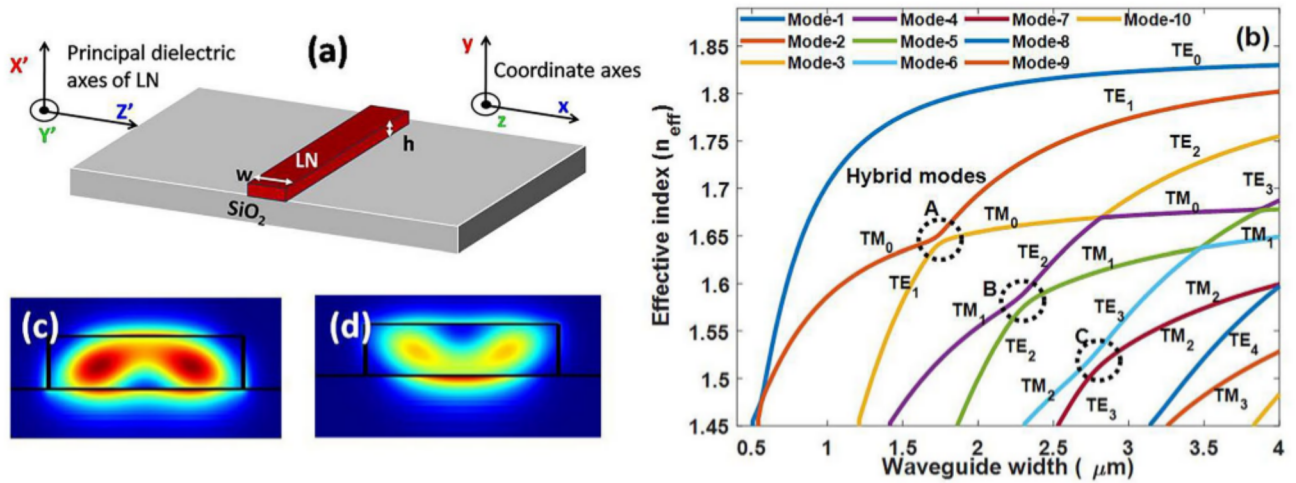 (a)
X'
Principal dielectric
axes of LN
Z'
Y'
y
Coordinate axes
x
z
h
LN
w
SiO2
(c)
(d)
(b)
Mode-1
Mode-2
Mode-3
Mode-4
Mode-5
Mode-6
Mode-7
Mode-8
Mode-9
Mode-10
Effective index (neff)
1.85
1.8
1.75
1.7
1.65
1.6
1.55
1.5
1.45
TE0
TE1
TE2
TE3
Hybrid modes
A
TM0
TM0
TM0
TE1
TE2
TM1
TM1
B
TM1
TE2
TE3
TM2
C
TM2
TM2
TE3
TE4
TM3
0.5
1
1.5
2
2.5
3
3.5
4
Waveguide width ( μm)